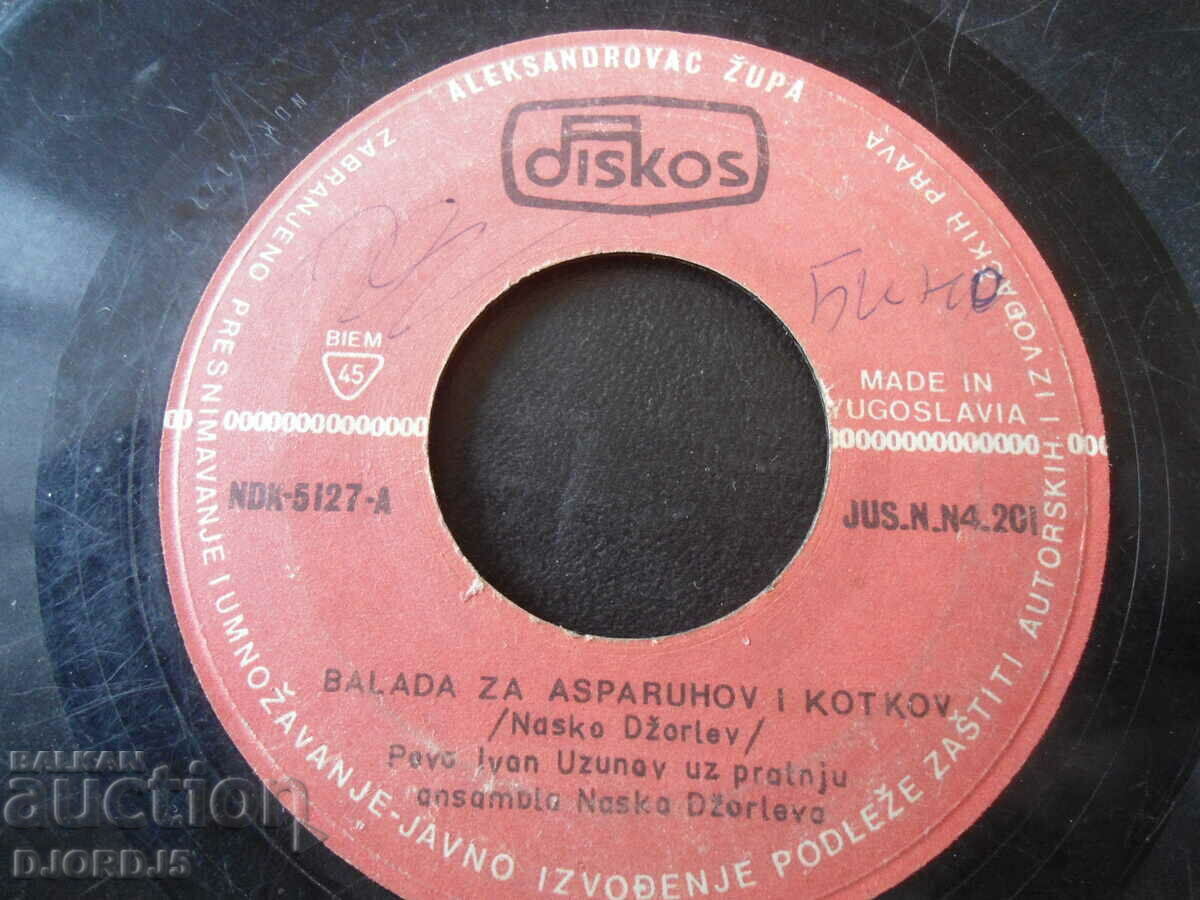 ALEKSANDROVAC ŽUPA
diskos
ZABRANJENO PRESNIMAVANJE I UMNOŽAVANJE-JAVNO IZVOĐENJE PODLEŽE ZAŠTITI AUTORSKIH I IZVOĐAČKIH PRAVA
Бино
BIEM
45
MADE IN
YUGOSLAVIA
NDK-5127-A
JUS.N.N4.201
BALADA ZA ASPARUHOV I KOTKOV
/Nasko Džorlev/
Peva Ivan Uzunov uz pratnju
ansambla Naska Džorleva
BALKAN
auction
DJORDJ5